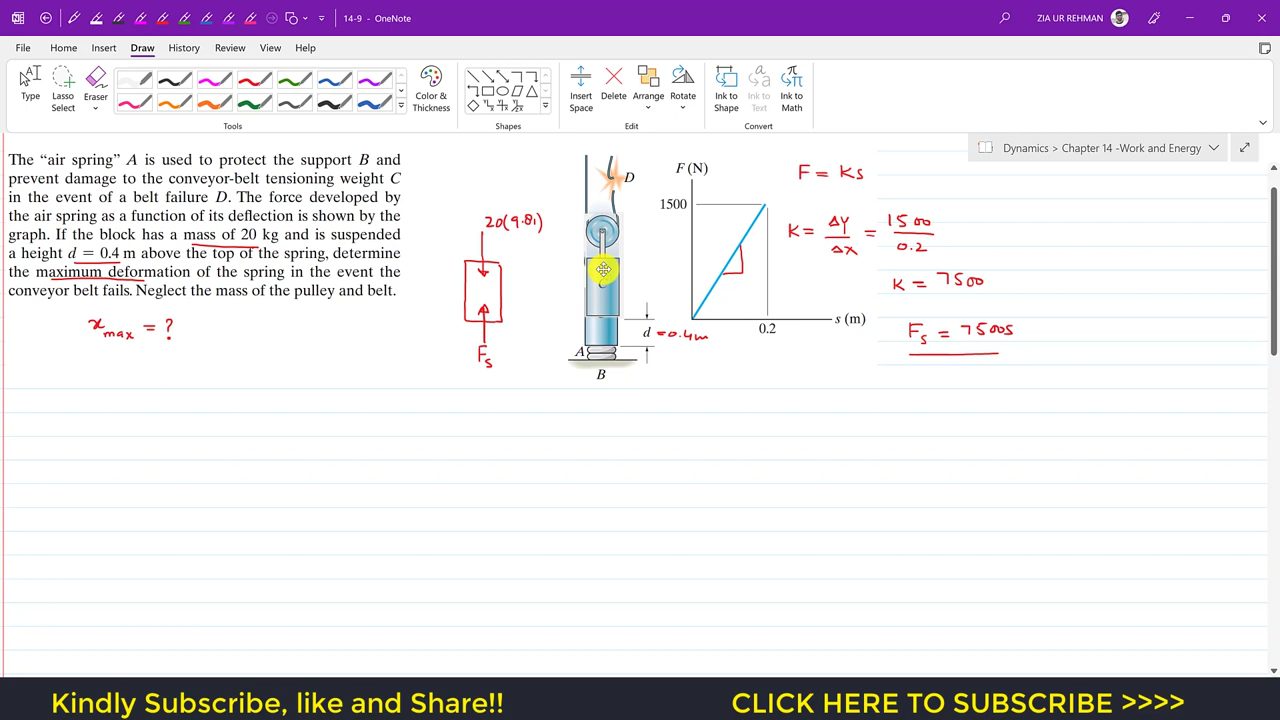 14-9 - OneNote
ZIA UR REHMAN
File Home Insert Draw History Review View Help
Type
Lasso Select
Eraser
Color & Thickness
Insert Space
Delete
Arrange
Rotate
Ink to Shape
Ink to Text
Ink to Math
Tools
Shapes
Edit
Convert
Dynamics > Chapter 14 -Work and Energy
The “air spring” A is used to protect the support B and
prevent damage to the conveyor-belt tensioning weight C
in the event of a belt failure D. The force developed by
the air spring as a function of its deflection is shown by the
graph. If the block has a mass of 20 kg and is suspended
a height d = 0.4 m above the top of the spring, determine
the maximum deformation of the spring in the event the
conveyor belt fails. Neglect the mass of the pulley and belt.
x max = ?
20(9.81)
Fs
D
C
d = 0.4m
A
B
F (N)
1500
0.2
s (m)
F = Ks
K = ΔY/Δx = 1500/0.2
K = 7500
Fs = 7500s
Kindly Subscribe, like and Share!!
CLICK HERE TO SUBSCRIBE >>>>